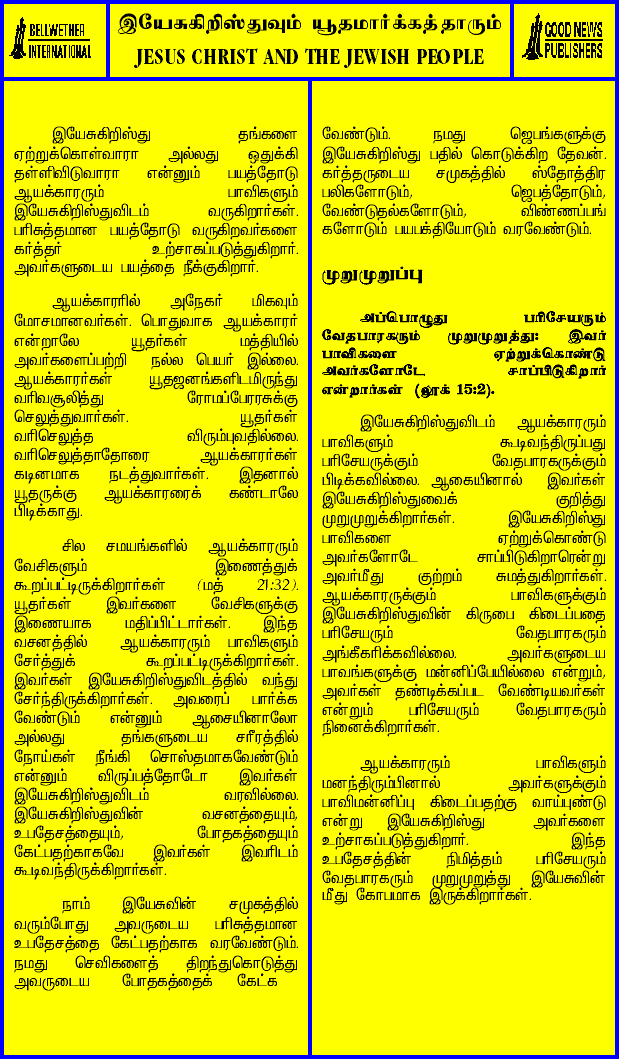 BELLWETHER
INTERNATIONAL
இயேசுகிறிஸ்துவும் யூதமார்க்கத்தாரும்
JESUS CHRIST AND THE JEWISH PEOPLE
GOOD NEWS
PUBLISHERS
இயேசுகிறிஸ்து தங்களை
ஏற்றுக்கொள்வாரா அல்லது ஒதுக்கி
தள்ளிவிடுவாரா என்னும் பயத்தோடு
ஆயக்காரரும் பாவிகளும்
இயேசுகிறிஸ்துவிடம் வருகிறார்கள்.
பரிசுத்தமான பயத்தோடு வருகிறவர்களை
கர்த்தர் உற்சாகப்படுத்துகிறார்.
அவர்களுடைய பயத்தை நீக்குகிறார்.
ஆயக்காரரில் அநேகர் மிகவும்
மோசமானவர்கள். பொதுவாக ஆயக்காரர்
என்றாலே யூதர்கள் மத்தியில்
அவர்களைப்பற்றி நல்ல பெயர் இல்லை.
ஆயக்காரர்கள் யூதஜனங்களிடமிருந்து
வரிவசூலித்து ரோமப்பேரரசுக்கு
செலுத்துவார்கள். யூதர்கள்
வரிசெலுத்த விரும்புவதில்லை.
வரிசெலுத்தாதோரை ஆயக்காரர்கள்
கடினமாக நடத்துவார்கள். இதனால்
யூதருக்கு ஆயக்காரரைக் கண்டாலே
பிடிக்காது.
சில சமயங்களில் ஆயக்காரரும்
வேசிகளும் இணைத்துக்
கூறப்பட்டிருக்கிறார்கள் (மத் 21:32).
யூதர்கள் இவர்களை வேசிகளுக்கு
இணையாக மதிப்பிட்டார்கள். இந்த
வசனத்தில் ஆயக்காரரும் பாவிகளும்
சேர்த்துக் கூறப்பட்டிருக்கிறார்கள்.
இவர்கள் இயேசுகிறிஸ்துவிடத்தில் வந்து
சேர்ந்திருக்கிறார்கள். அவரைப் பார்க்க
வேண்டும் என்னும் ஆசையினாலோ
அல்லது தங்களுடைய சரீரத்தில்
நோய்கள் நீங்கி சொஸ்தமாகவேண்டும்
என்னும் விருப்பத்தோடோ இவர்கள்
இயேசுகிறிஸ்துவிடம் வரவில்லை.
இயேசுகிறிஸ்துவின் வசனத்தையும்,
உபதேசத்தையும், போதகத்தையும்
கேட்பதற்காகவே இவர்கள் இவரிடம்
கூடிவந்திருக்கிறார்கள்.
நாம் இயேசுவின் சமுகத்தில்
வரும்போது அவருடைய பரிசுத்தமான
உபதேசத்தை கேட்பதற்காக வரவேண்டும்.
நமது செவிகளைத் திறந்துகொடுத்து
அவருடைய போதகத்தைக் கேட்க
வேண்டும். நமது ஜெபங்களுக்கு
இயேசுகிறிஸ்து பதில் கொடுக்கிற தேவன்.
கர்த்தருடைய சமுகத்தில் ஸ்தோத்திர
பலிகளோடும், ஜெபத்தோடும்,
வேண்டுதல்களோடும், விண்ணப்பங்
களோடும் பயபக்தியோடும் வரவேண்டும்.
முறுமுறுப்பு
அப்பொழுது பரிசேயரும்
வேதபாரகரும் முறுமுறுத்து: இவர்
பாவிகளை ஏற்றுக்கொண்டு
அவர்களோடே சாப்பிடுகிறார்
என்றார்கள் (லூக் 15:2).
இயேசுகிறிஸ்துவிடம் ஆயக்காரரும்
பாவிகளும் கூடிவந்திருப்பது
பரிசேயருக்கும் வேதபாரகருக்கும்
பிடிக்கவில்லை. ஆகையினால் இவர்கள்
இயேசுகிறிஸ்துவைக் குறித்து
முறுமுறுக்கிறார்கள். இயேசுகிறிஸ்து
பாவிகளை ஏற்றுக்கொண்டு
அவர்களோடே சாப்பிடுகிறாரென்று
அவர்மீது குற்றம் சுமத்துகிறார்கள்.
ஆயக்காரருக்கும் பாவிகளுக்கும்
இயேசுகிறிஸ்துவின் கிருபை கிடைப்பதை
பரிசேயரும் வேதபாரகரும்
அங்கீகரிக்கவில்லை. அவர்களுடைய
பாவங்களுக்கு மன்னிப்பேயில்லை என்றும்,
அவர்கள் தண்டிக்கப்பட வேண்டியவர்கள்
என்றும் பரிசேயரும் வேதபாரகரும்
நினைக்கிறார்கள்.
ஆயக்காரரும் பாவிகளும்
மனந்திரும்பினால் அவர்களுக்கும்
பாவமன்னிப்பு கிடைப்பதற்கு வாய்புண்டு
என்று இயேசுகிறிஸ்து அவர்களை
உற்சாகப்படுத்துகிறார். இந்த
உபதேசத்தின் நிமித்தம் பரிசேயரும்
வேதபாரகரும் முறுமுறுத்து இயேசுவின்
மீது கோபமாக இருக்கிறார்கள்.